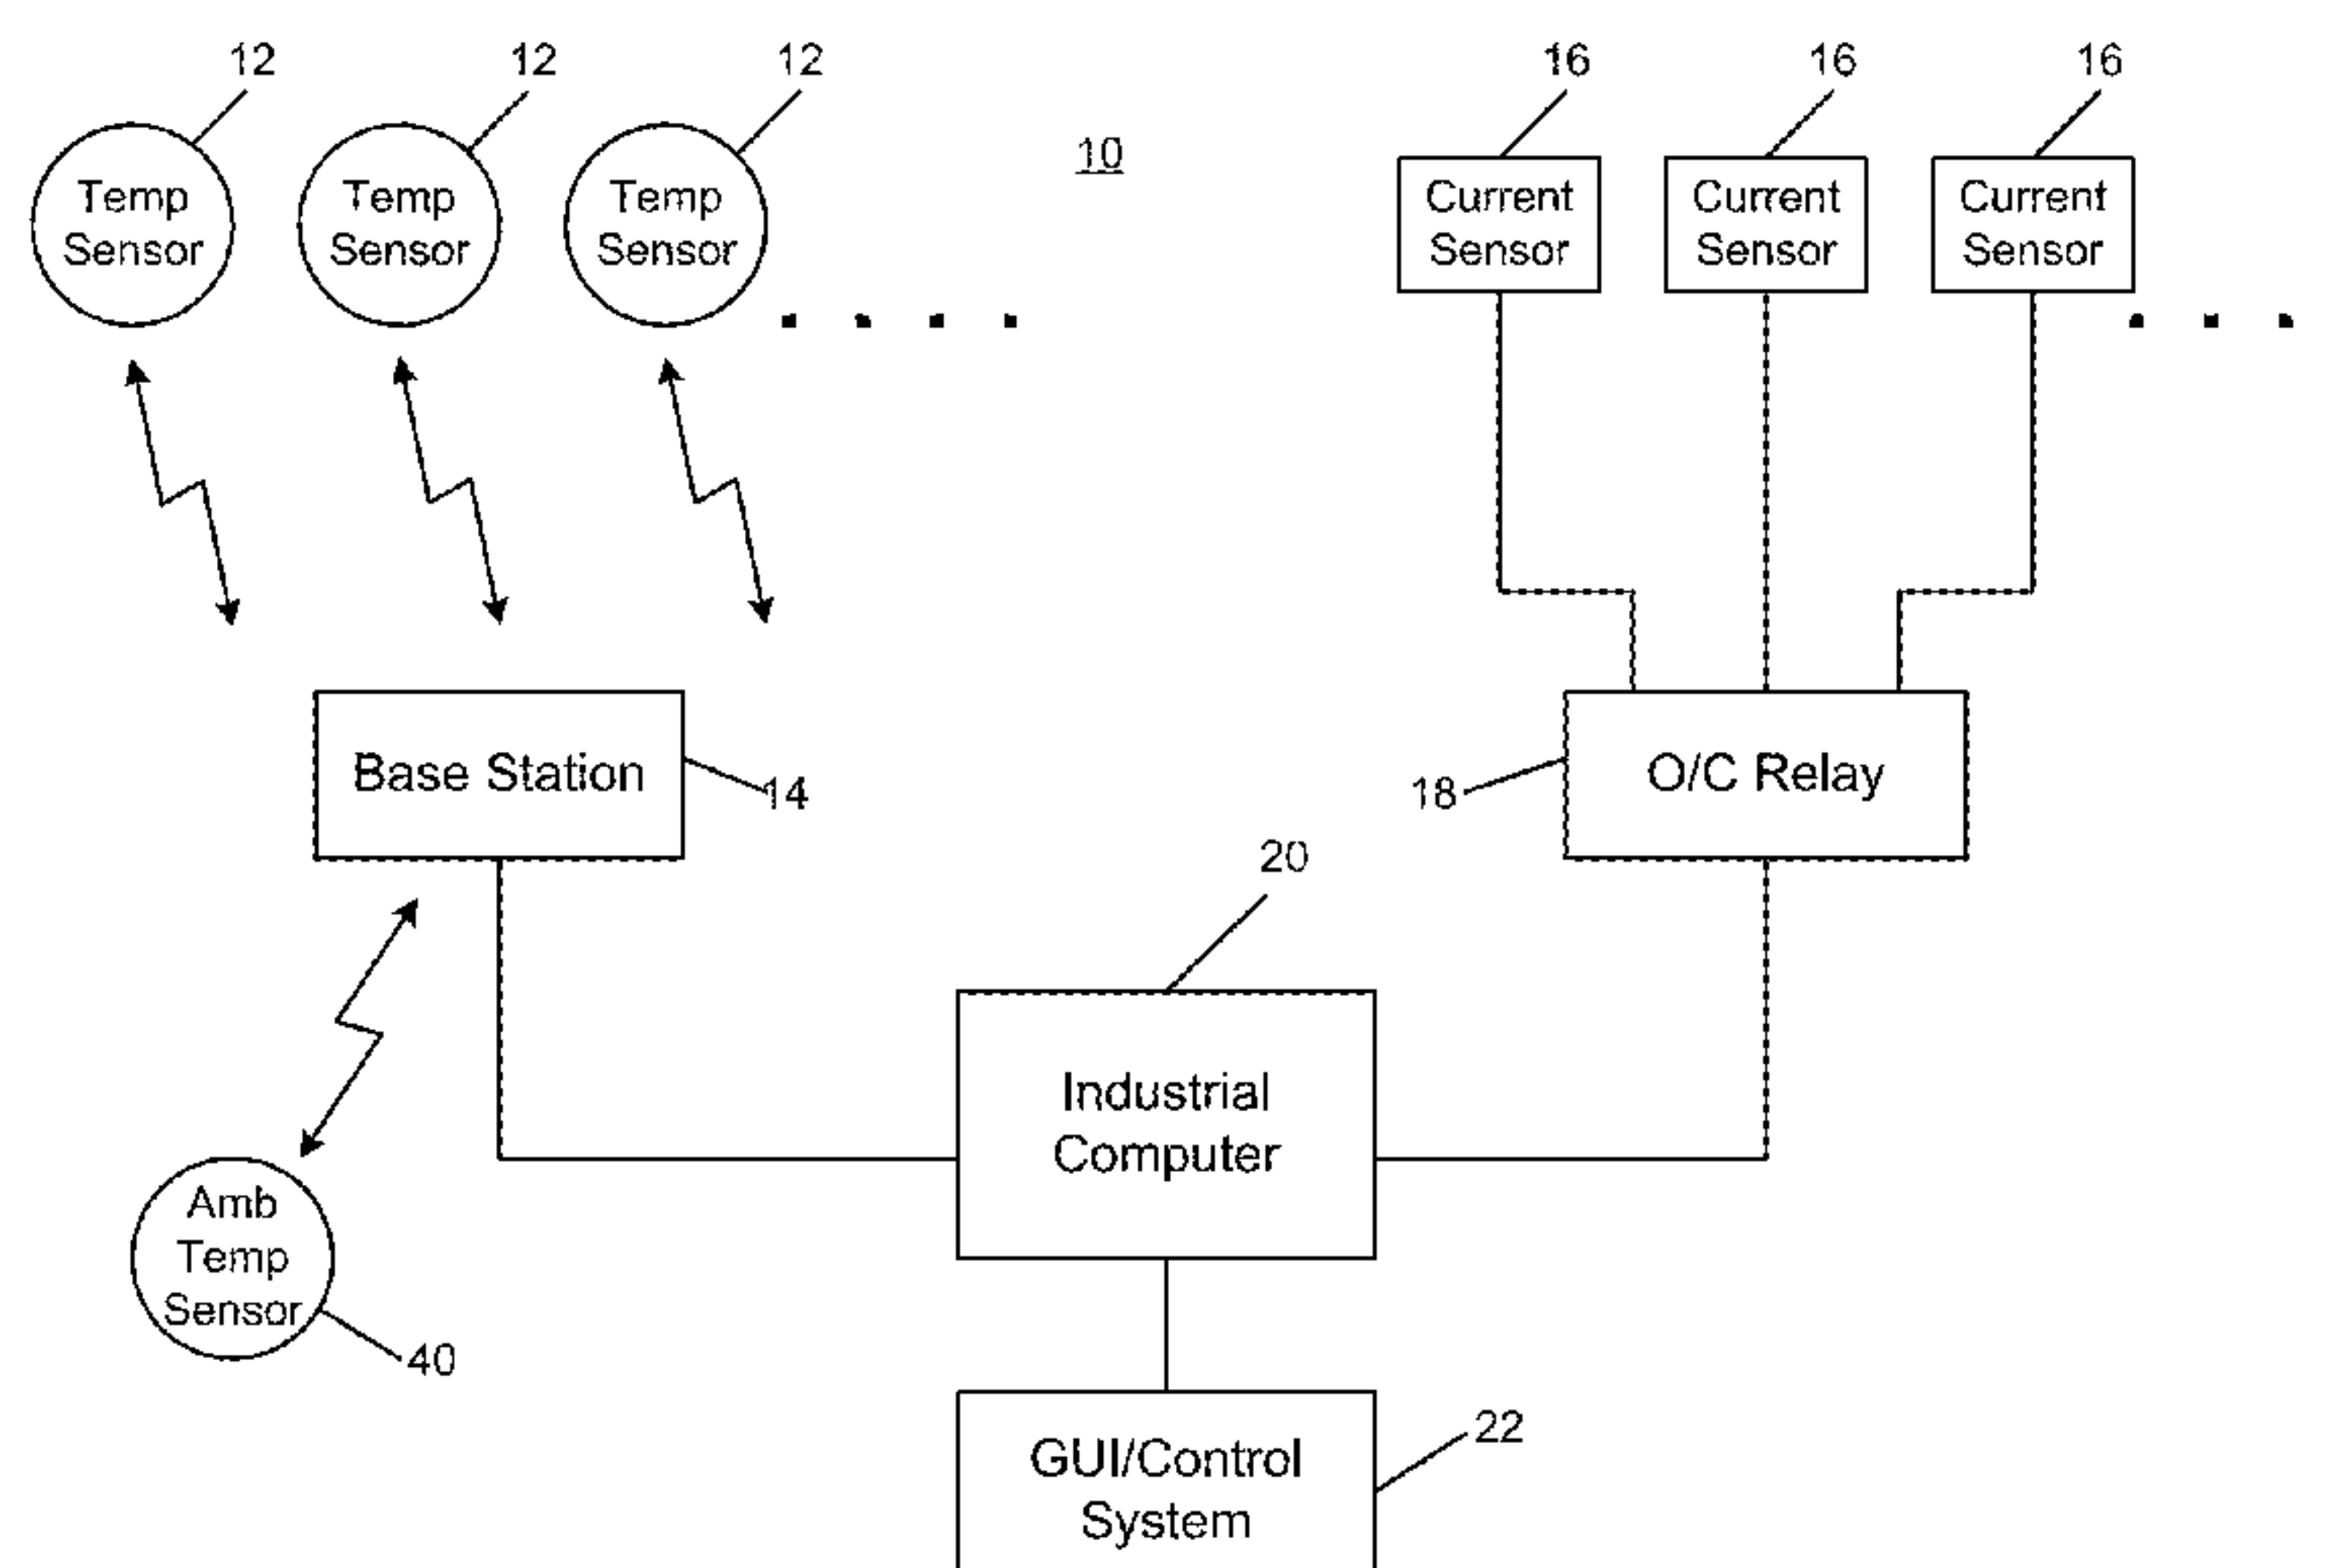 12
12
12
16
16
16
10
Temp
Sensor
Temp
Sensor
Temp
Sensor
Current
Sensor
Current
Sensor
Current
Sensor
Base Station
14
18
O/C Relay
20
Industrial
Computer
Amb
Temp
Sensor
40
GUI/Control
System
22